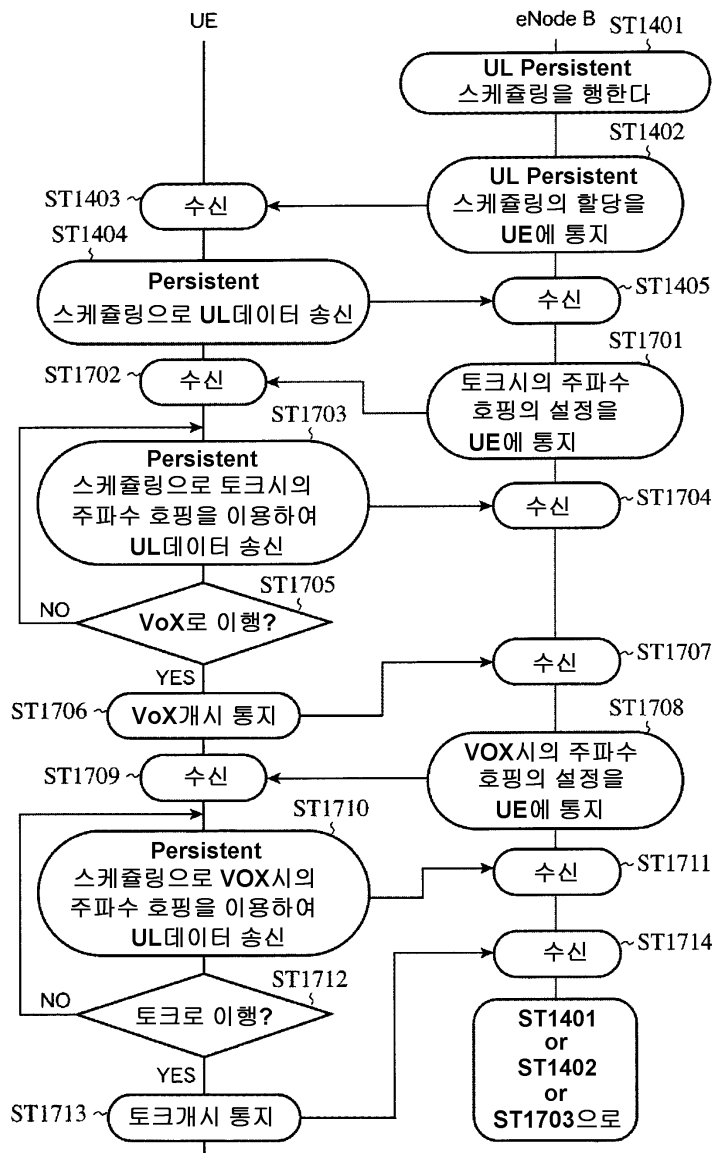 UE
eNode B
ST1401
UL Persistent
스케쥴링을 행한다
ST1402
UL Persistent
스케쥴링의 할당을
UE에 통지
ST1403
수신
ST1404
Persistent
스케쥴링으로 UL데이터 송신
수신
ST1405
ST1701
토크시의 주파수
호핑의 설정을
UE에 통지
ST1702
수신
ST1703
Persistent
스케쥴링으로 토크시의
주파수 호핑을 이용하여
UL데이터 송신
수신
ST1704
ST1705
VoX로 이행?
NO
YES
수신
ST1707
ST1706
VoX개시 통지
ST1708
VOX시의 주파수
호핑의 설정을
UE에 통지
ST1709
수신
ST1710
Persistent
스케쥴링으로 VOX시의
주파수 호핑을 이용하여
UL데이터 송신
수신
ST1711
수신
ST1714
ST1712
토크로 이행?
NO
YES
ST1713
토크개시 통지
ST1401
or
ST1402
or
ST1703으로